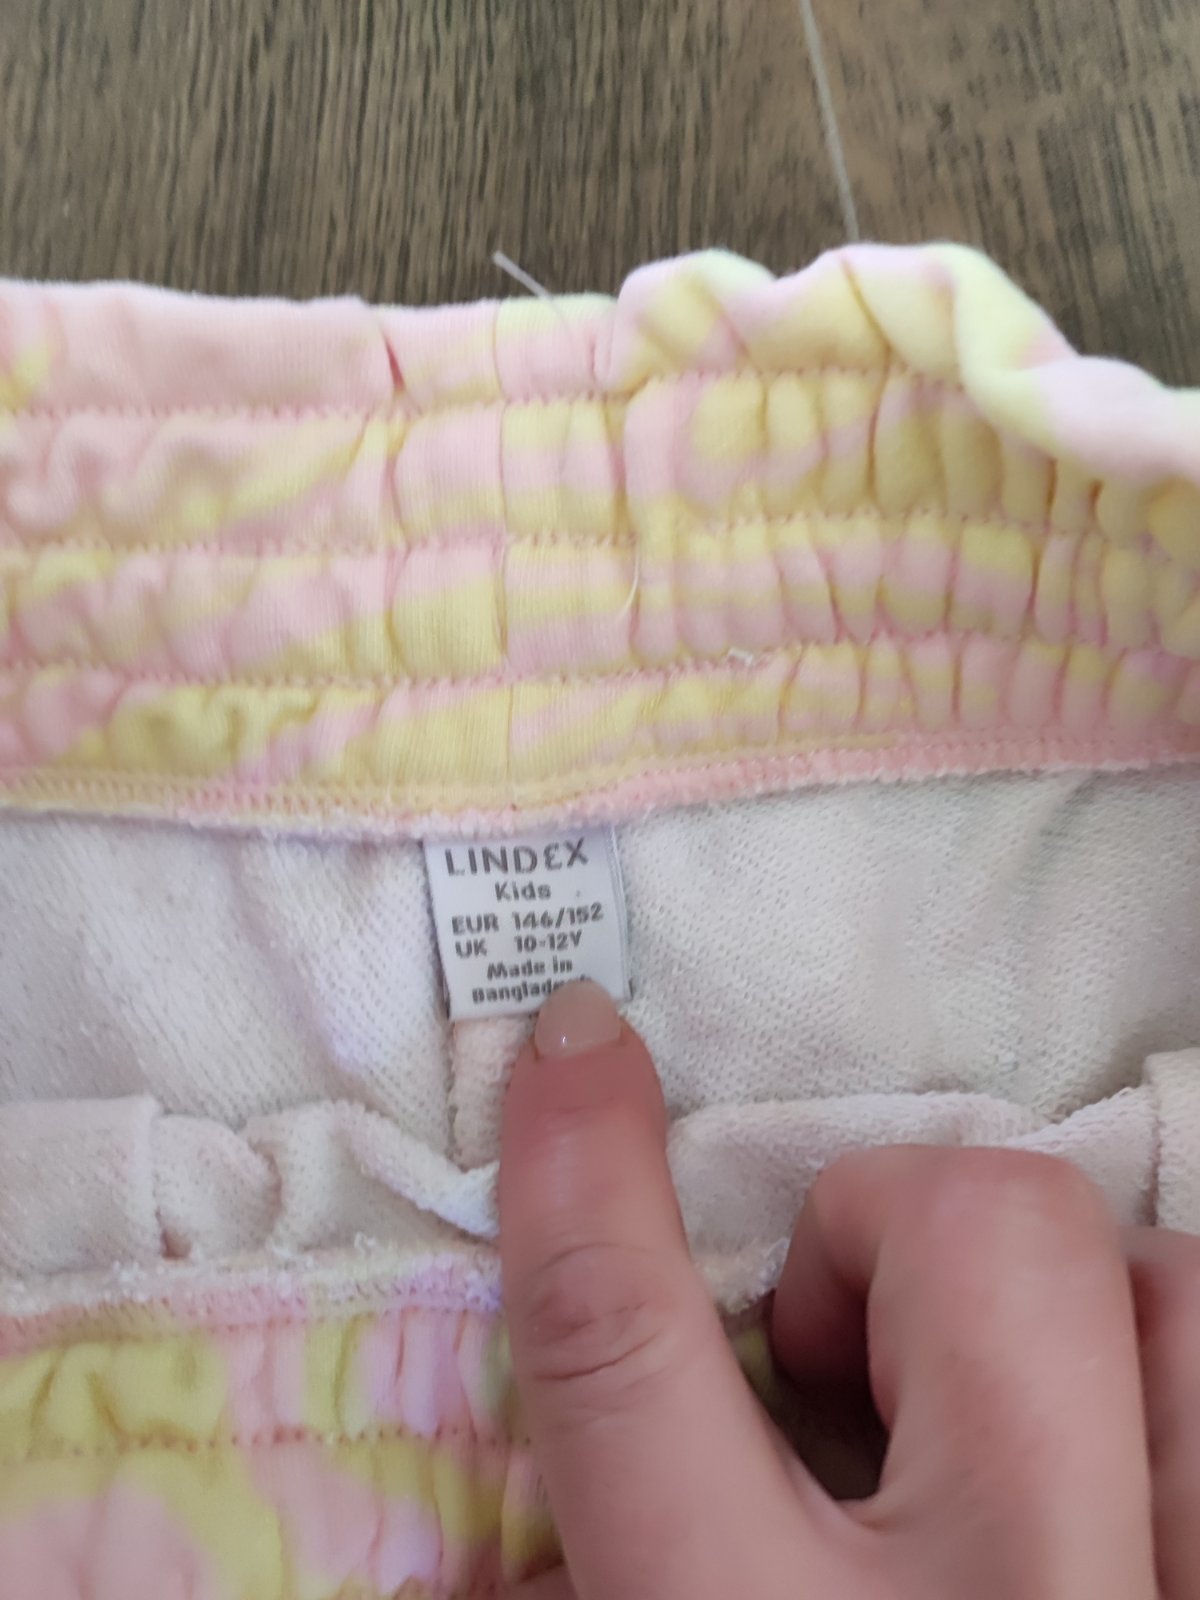 LINDEX
Kids
EUR 146/152
UK 10-12Y
Made in